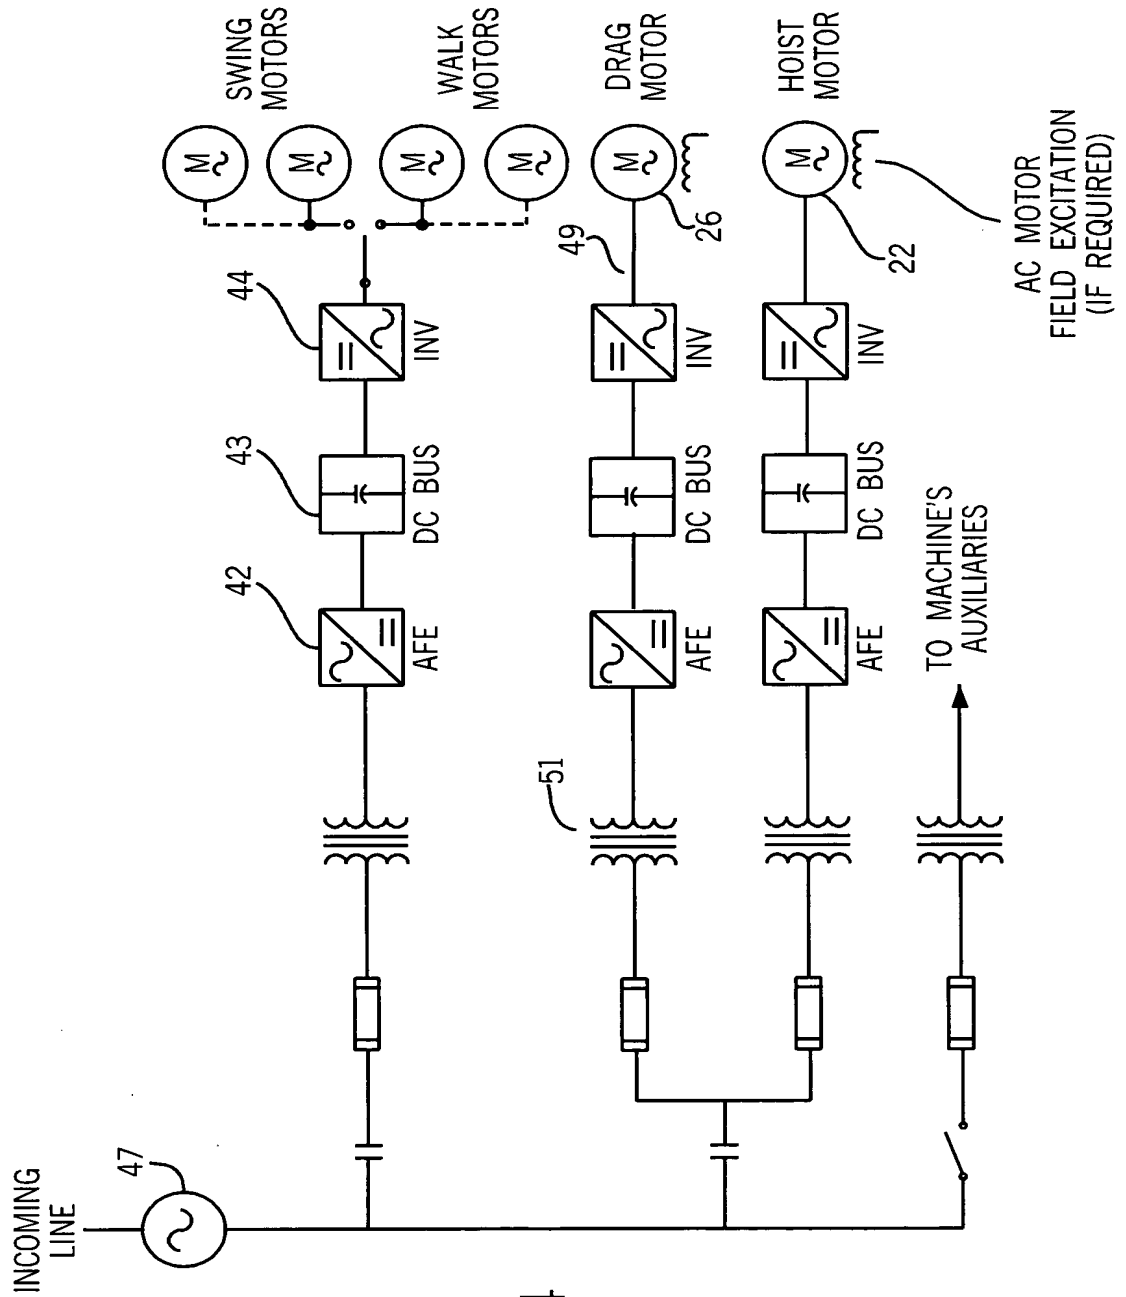 INCOMING
LINE
47
42
43
44
AFE
DC BUS
INV
SWING
MOTORS
M
M
WALK
MOTORS
M
M
51
49
AFE
DC BUS
INV
DRAG
MOTOR
M
26
AFE
DC BUS
INV
HOIST
MOTOR
M
22
TO MACHINE'S
AUXILIARIES
AC MOTOR
FIELD EXCITATION
(IF REQUIRED)